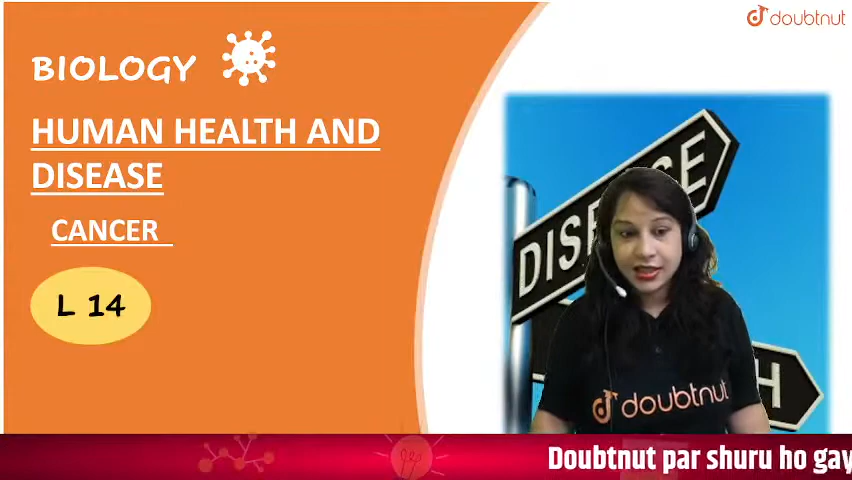 doubtnut
BIOLOGY
HUMAN HEALTH AND
DISEASE
CANCER
L 14
DISEASE
H
doubtnut
Doubtnut par shuru ho gay